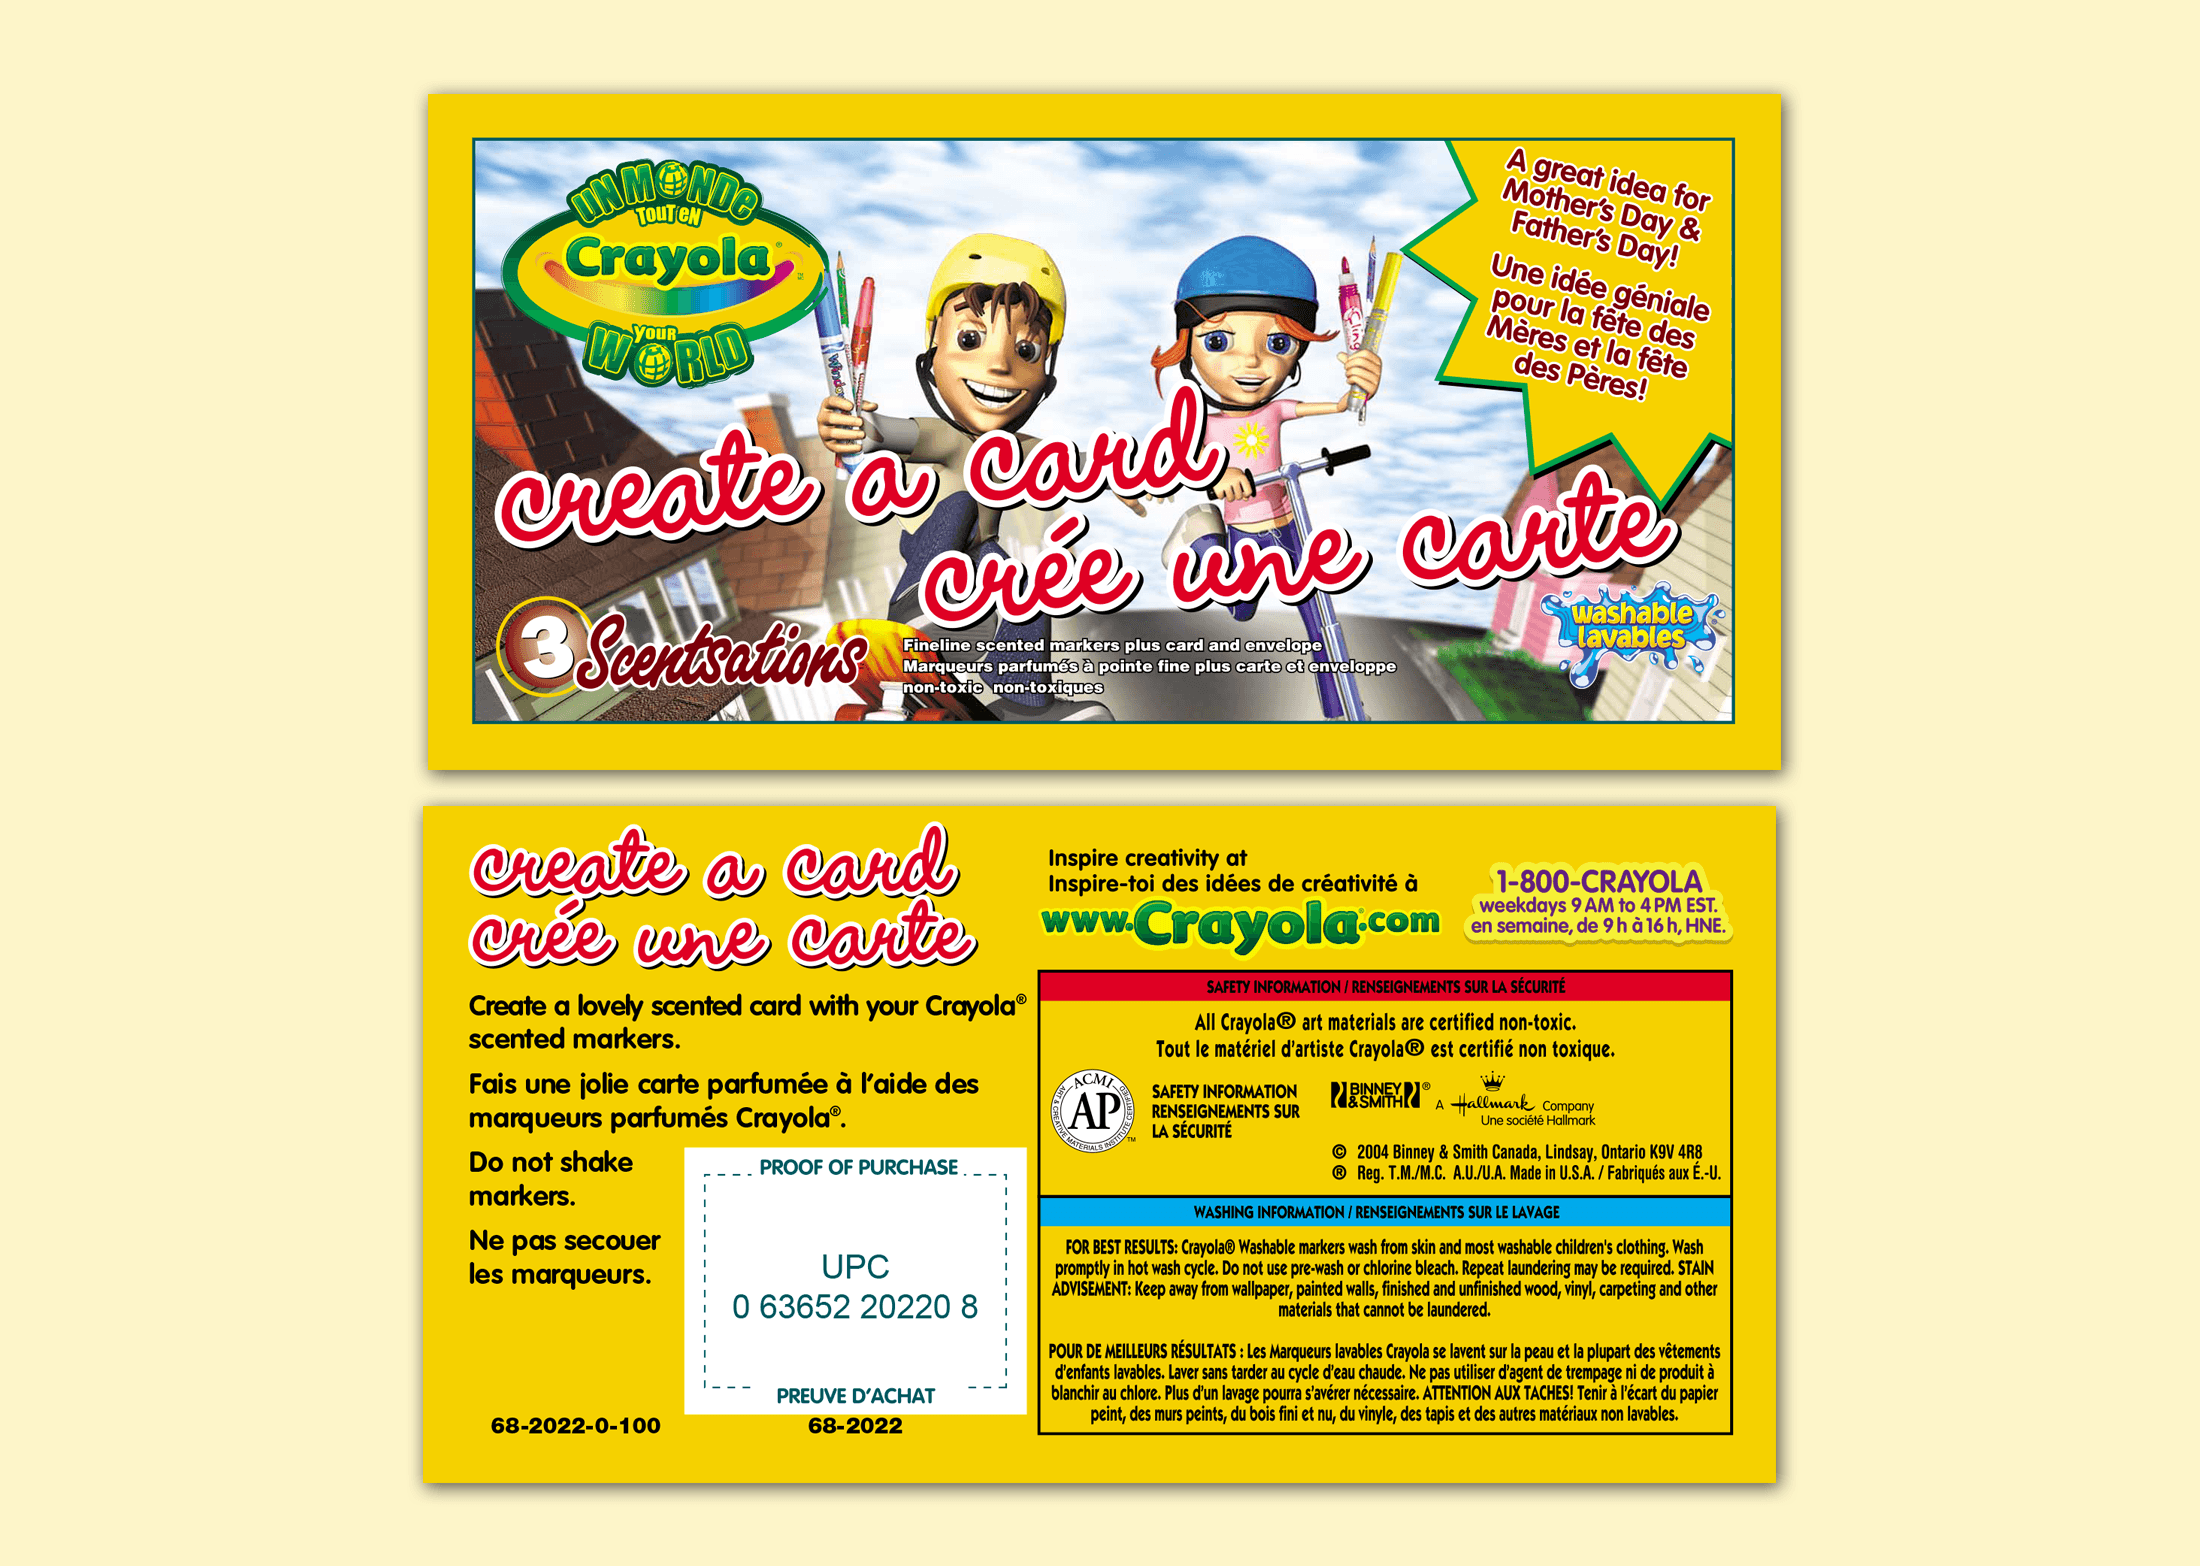 uN MONDe
TouT eN
Crayola®
YOUR
WORLD
A great idea for
Mother's Day &
Father's Day!
Une idée géniale
pour la fête des
Mères et la fête
des Pères!
Window
Cling
create a card
crée une carte
3 Scentsations
Fineline scented markers plus card and envelope
Marqueurs parfumés à pointe fine plus carte et enveloppe
non-toxic non-toxiques
washable
lavables
create a card
crée une carte
Create a lovely scented card with your Crayola®
scented markers.
Fais une jolie carte parfumée à l'aide des
marqueurs parfumés Crayola®.
Do not shake
markers.
Ne pas secouer
les marqueurs.
PROOF OF PURCHASE
UPC
0 63652 20220 8
PREUVE D'ACHAT
68-2022-0-100
68-2022
Inspire creativity at
Inspire-toi des idées de créativité à
www.Crayola®.com
1-800-CRAYOLA
weekdays 9 AM to 4 PM EST.
en semaine, de 9 h à 16 h, HNE.
SAFETY INFORMATION / RENSEIGNEMENTS SUR LA SÉCURITÉ
All Crayola® art materials are certified non-toxic.
Tout le matériel d'artiste Crayola® est certifié non toxique.
ACMI
AP
ART & CREATIVE MATERIALS INSTITUTE CERTIFIED
TM
SAFETY INFORMATION
RENSEIGNEMENTS SUR
LA SÉCURITÉ
BINNEY
& SMITH®
A Hallmark Company
Une société Hallmark
© 2004 Binney & Smith Canada, Lindsay, Ontario K9V 4R8
® Reg. T.M./M.C. A.U./U.A. Made in U.S.A. / Fabriqués aux É.-U.
WASHING INFORMATION / RENSEIGNEMENTS SUR LE LAVAGE
FOR BEST RESULTS: Crayola® Washable markers wash from skin and most washable children's clothing. Wash
promptly in hot wash cycle. Do not use pre-wash or chlorine bleach. Repeat laundering may be required. STAIN
ADVISEMENT: Keep away from wallpaper, painted walls, finished and unfinished wood, vinyl, carpeting and other
materials that cannot be laundered.
POUR DE MEILLEURS RÉSULTATS : Les Marqueurs lavables Crayola se lavent sur la peau et la plupart des vêtements
d'enfants lavables. Laver sans tarder au cycle d'eau chaude. Ne pas utiliser d'agent de trempage ni de produit à
blanchir au chlore. Plus d'un lavage pourra s'avérer nécessaire. ATTENTION AUX TACHES! Tenir à l'écart du papier
peint, des murs peints, du bois fini et nu, du vinyle, des tapis et des autres matériaux non lavables.